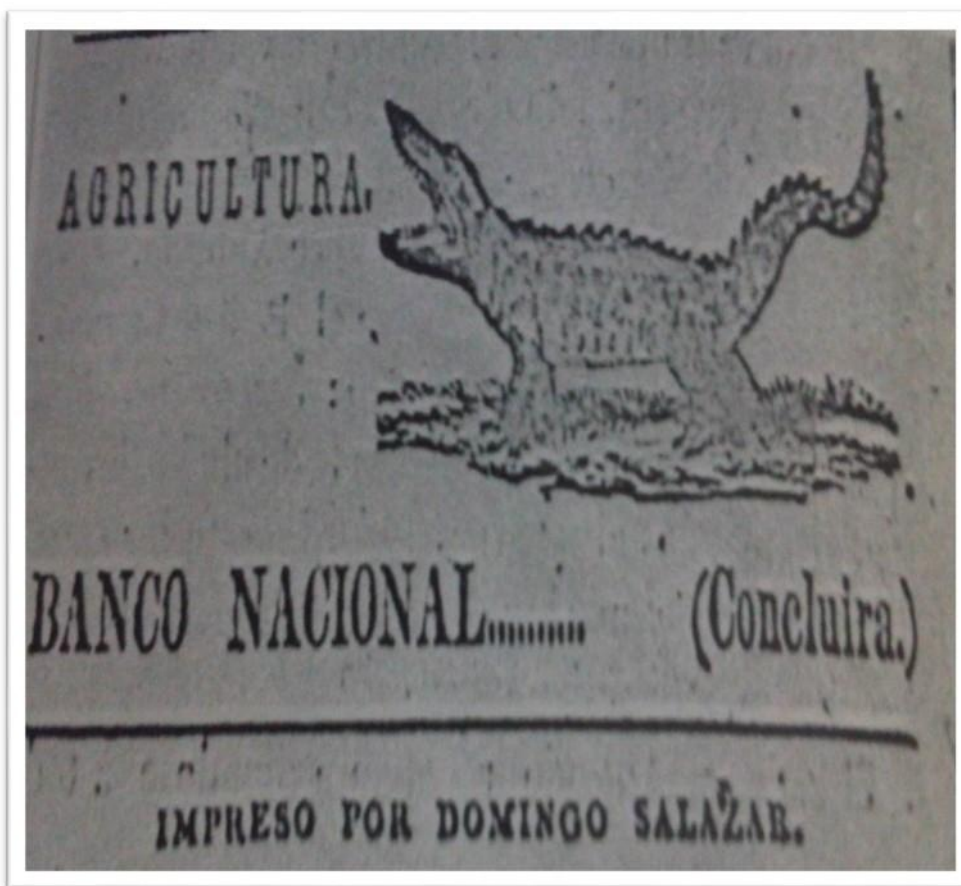 AGRICULTURA.
BANCO NACIONAL.......... (Concluira.)
IMPRESO POR DOMINGO SALAZAR.